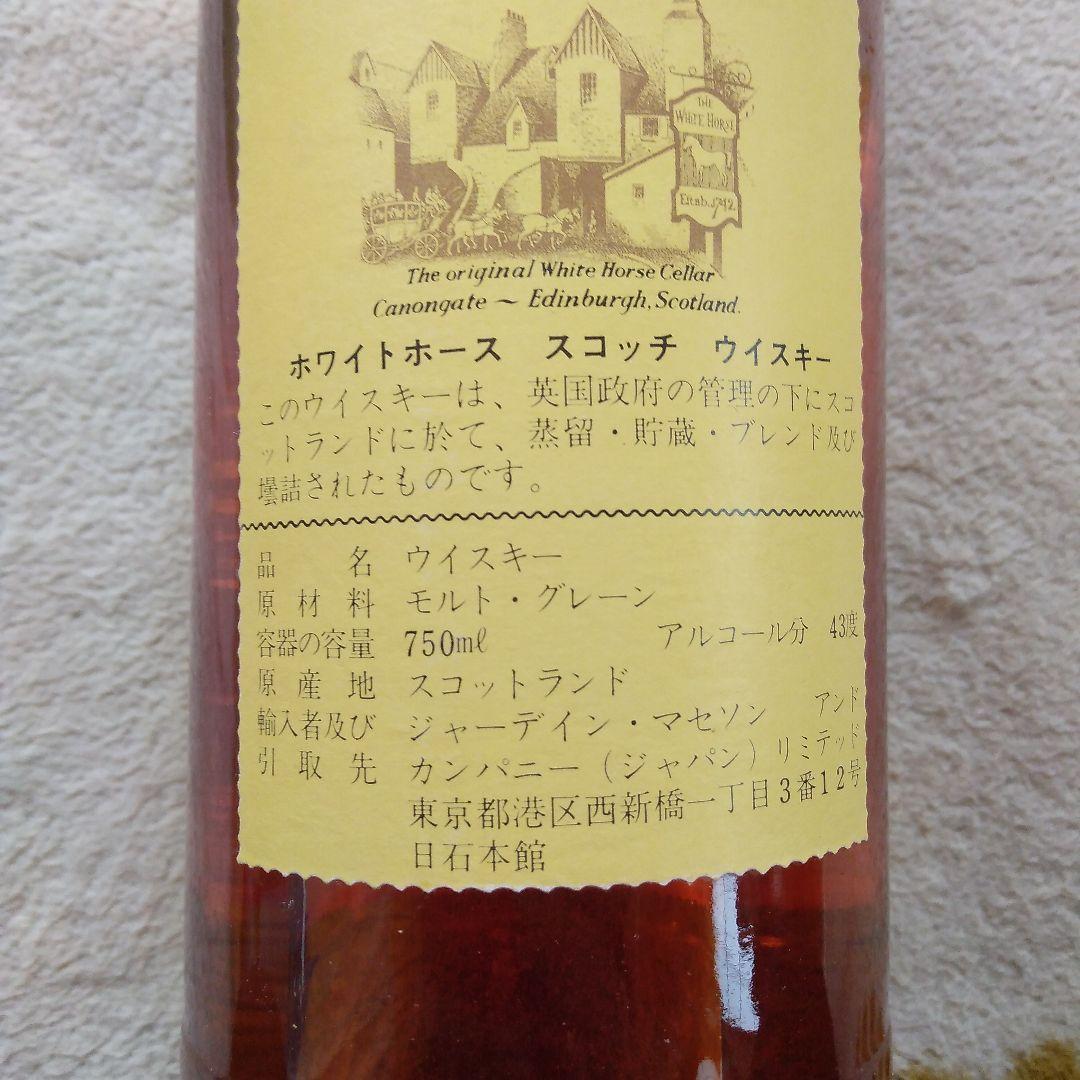 THE
WHITE HORSE
Estab. 1742
The original White Horse Cellar
Canongate ~ Edinburgh, Scotland.
ホワイトホース　スコッチ　ウイスキー
このウイスキーは、英国政府の管理の下にスコ
ットランドに於て、蒸留・貯蔵・ブレンド及び
壜詰されたものです。
品名 ウイスキー
原材料 モルト・グレーン
容器の容量 750mℓ アルコール分 43度
原産地 スコットランド
輸入者及び ジャーデイン・マセソン アンド
引取先 カンパニー（ジャパン）リミテッド
東京都港区西新橋一丁目3番12号
日石本館